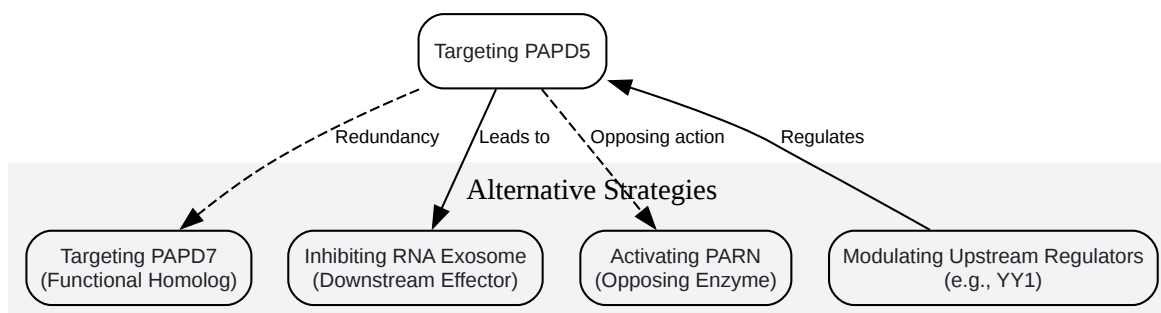 Targeting PAPD5
Redundancy
Leads to
Opposing action
Regulates
Alternative Strategies
Targeting PAPD7
(Functional Homolog)
Inhibiting RNA Exosome
(Downstream Effector)
Activating PARN
(Opposing Enzyme)
Modulating Upstream Regulators
(e.g., YY1)